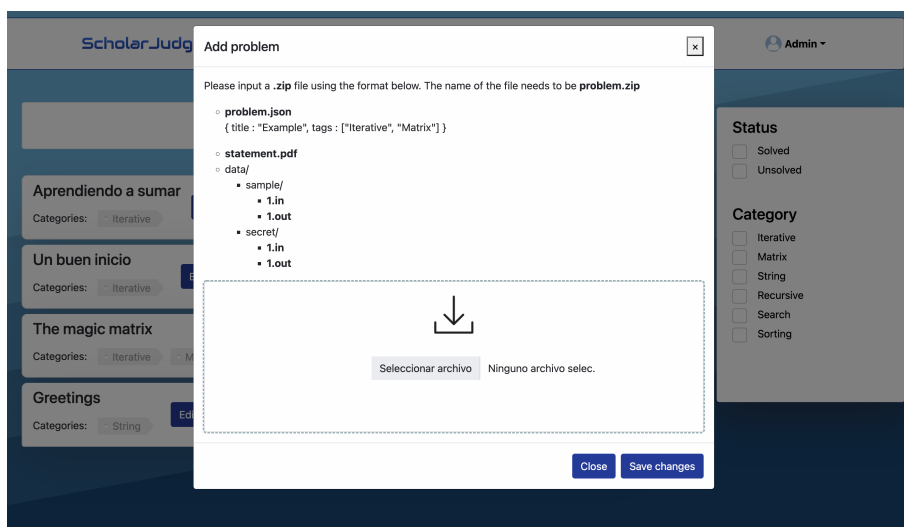 ScholarJudg
Add problem
x
Admin
Please input a .zip file using the format below. The name of the file needs to be problem.zip
problem.json
{ title : "Example", tags : ["Iterative", "Matrix"] }
statement.pdf
data/
sample/
1.in
1.out
secret/
1.in
1.out
Seleccionar archivo Ninguno archivo selec.
Close Save changes
Aprendiendo a sumar
Categories: Iterative
Un buen inicio
E
Categories: Iterative
The magic matrix
Categories: Iterative M
Greetings
Edi
Categories: String
Status
Solved
Unsolved
Category
Iterative
Matrix
String
Recursive
Search
Sorting